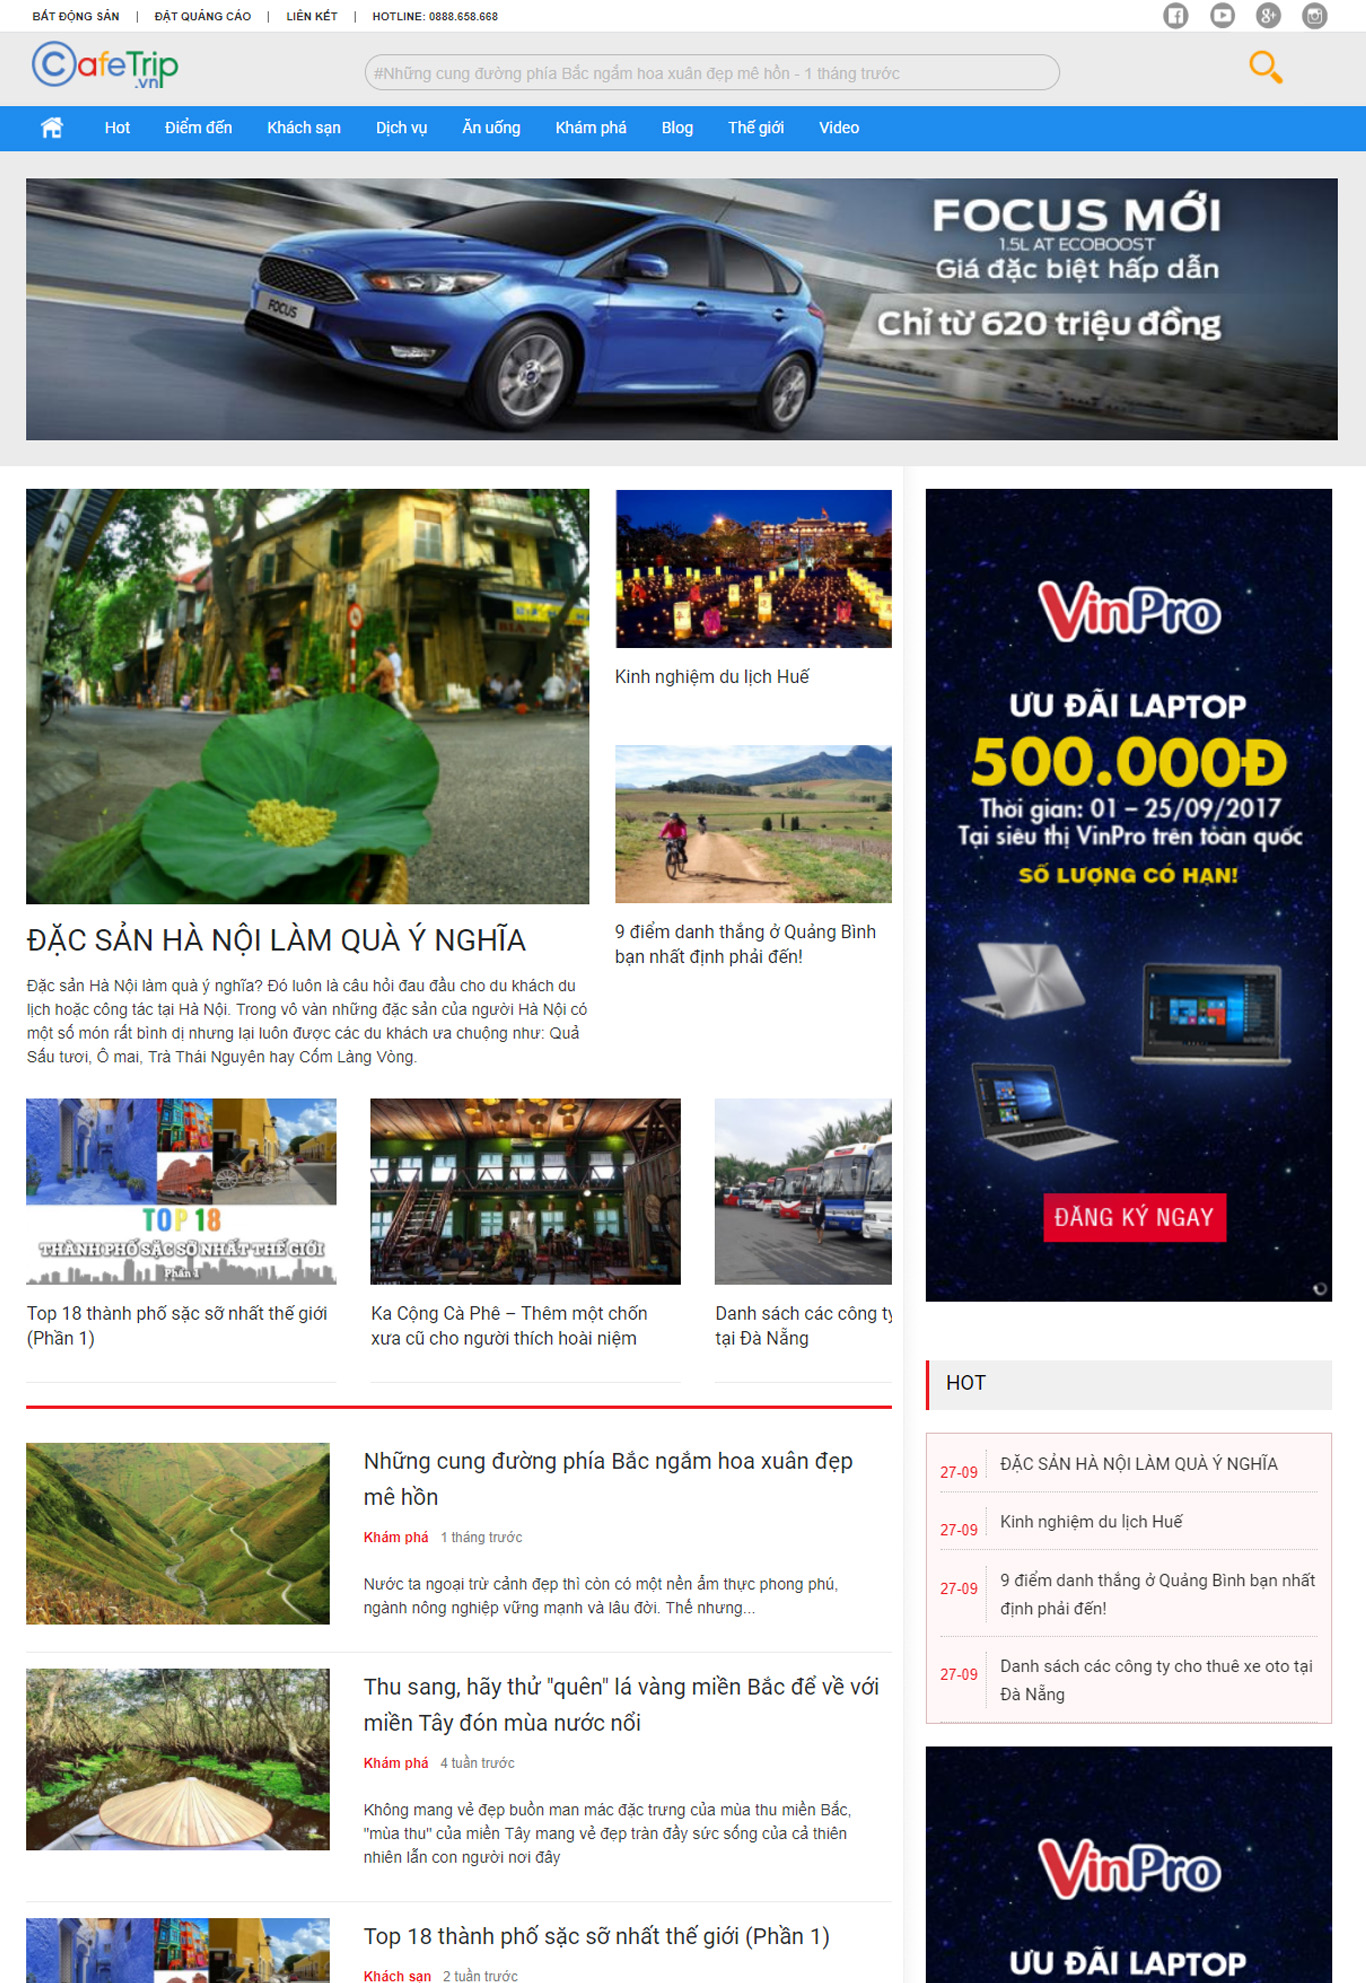 BẤT ĐỘNG SẢN | ĐẶT QUẢNG CÁO | LIÊN KẾT | HOTLINE: 0888.658.668
CafeTrip
.vn
#Những cung đường phía Bắc ngắm hoa xuân đẹp mê hồn - 1 tháng trước
Hot Điểm đến Khách sạn Dịch vụ Ăn uống Khám phá Blog Thế giới Video
FOCUS MỚI
1.5L AT ECOBOOST
Giá đặc biệt hấp dẫn
Chỉ từ 620 triệu đồng
FOCUS
ĐẶC SẢN HÀ NỘI LÀM QUÀ Ý NGHĨA
Đặc sản Hà Nội làm quà ý nghĩa? Đó luôn là câu hỏi đau đầu cho du khách du
lịch hoặc công tác tại Hà Nội. Trong vô vàn những đặc sản của người Hà Nội có
một số món rất bình dị nhưng lại luôn được các du khách ưa chuộng như: Quả
Sấu tươi, Ô mai, Trà Thái Nguyên hay Cốm Làng Vòng.
Kinh nghiệm du lịch Huế
9 điểm danh thắng ở Quảng Bình
bạn nhất định phải đến!
TOP 18
THÀNH PHỐ SẶC SỠ NHẤT THẾ GIỚI
Phần 1
Top 18 thành phố sặc sỡ nhất thế giới
(Phần 1)
Ka Cộng Cà Phê – Thêm một chốn
xưa cũ cho người thích hoài niệm
Danh sách các công ty
tại Đà Nẵng
Những cung đường phía Bắc ngắm hoa xuân đẹp
mê hồn
Khám phá 1 tháng trước
Nước ta ngoại trừ cảnh đẹp thì còn có một nền ẩm thực phong phú,
ngành nông nghiệp vững mạnh và lâu đời. Thế nhưng...
Thu sang, hãy thử "quên" lá vàng miền Bắc để về với
miền Tây đón mùa nước nổi
Khám phá 4 tuần trước
Không mang vẻ đẹp buồn man mác đặc trưng của mùa thu miền Bắc,
"mùa thu" của miền Tây mang vẻ đẹp tràn đầy sức sống của cả thiên
nhiên lẫn con người nơi đây
Top 18 thành phố sặc sỡ nhất thế giới (Phần 1)
Khách sạn 2 tuần trước
VinPro
ƯU ĐÃI LAPTOP
500.000Đ
Thời gian: 01 – 25/09/2017
Tại siêu thị VinPro trên toàn quốc
SỐ LƯỢNG CÓ HẠN!
ĐĂNG KÝ NGAY
HOT
27-09 ĐẶC SẢN HÀ NỘI LÀM QUÀ Ý NGHĨA
27-09 Kinh nghiệm du lịch Huế
27-09 9 điểm danh thắng ở Quảng Bình bạn nhất
định phải đến!
27-09 Danh sách các công ty cho thuê xe oto tại
Đà Nẵng
VinPro
ƯU ĐÃI LAPTOP